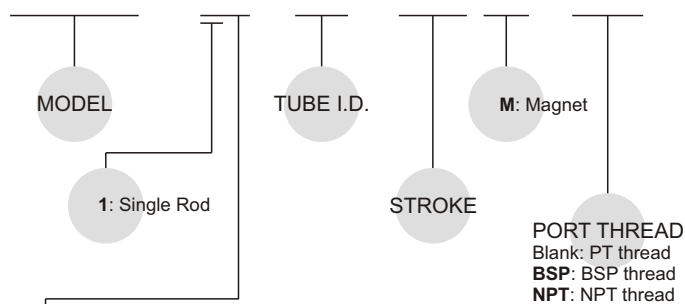 MODEL
TUBE I.D.
M: Magnet
1: Single Rod
STROKE
PORT THREAD
Blank: PT thread
BSP: BSP thread
NPT: NPT thread